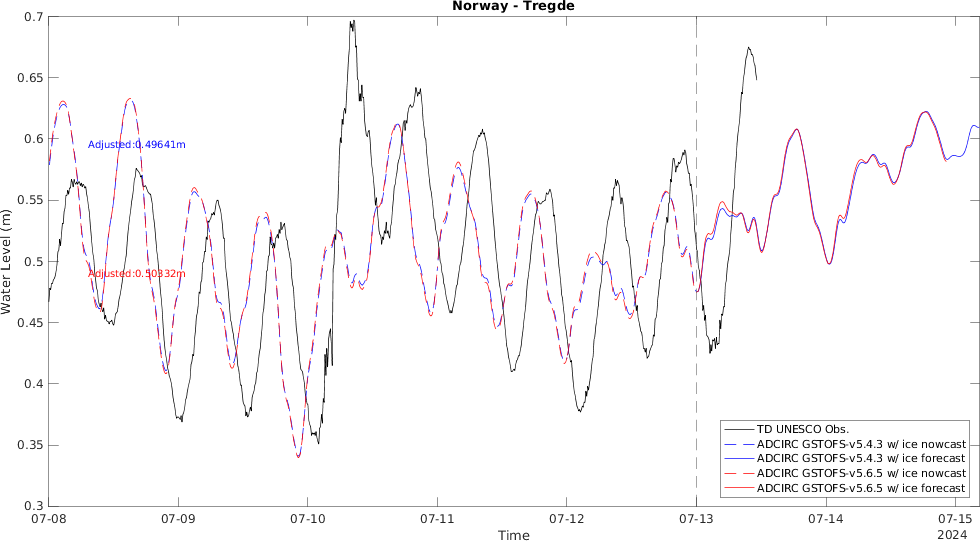 Norway - Tregde
0.7
0.65
0.6
0.55
0.5
0.45
0.4
0.35
0.3
Water Level (m)
Adjusted:0.49641m
Adjusted:0.50332m
TD UNESCO Obs.
ADCIRC GSTOFS-v5.4.3 w/ ice nowcast
ADCIRC GSTOFS-v5.4.3 w/ ice forecast
ADCIRC GSTOFS-v5.6.5 w/ ice nowcast
ADCIRC GSTOFS-v5.6.5 w/ ice forecast
07-08 07-09 07-10 07-11 07-12 07-13 07-14 07-15
Time 2024